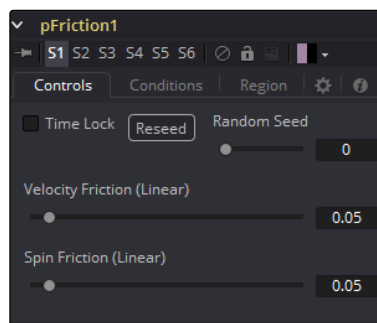 pFriction1
S1 S2 S3 S4 S5 S6
Controls Conditions Region
Time Lock Reseed Random Seed
0
Velocity Friction (Linear)
0.05
Spin Friction (Linear)
0.05